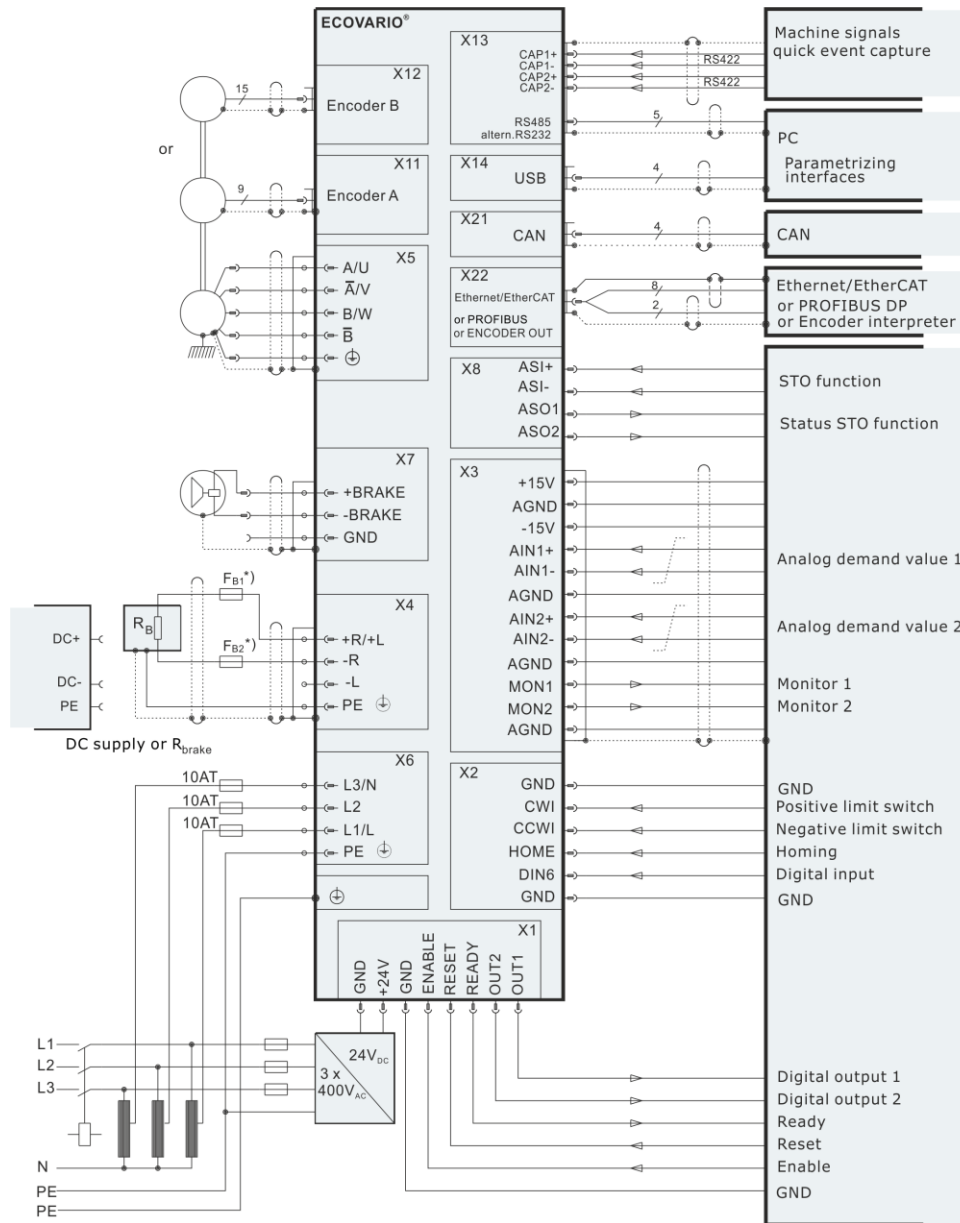 ECOVARIO®
X12
Encoder B
15
or
X11
Encoder A
9
X5
A/U
A̅/V
B/W
B̅
X7
+BRAKE
-BRAKE
GND
X4
FB1*)
FB2*)
RB
+R/+L
-R
-L
PE
DC+
DC-
PE
DC supply or Rbrake
X6
10AT
10AT
10AT
L3/N
L2
L1/L
PE
X13
CAP1+
CAP1-
CAP2+
CAP2-
RS422
RS422
RS485
altern.RS232
5
X14
USB
4
X21
CAN
4
X22
Ethernet/EtherCAT
or PROFIBUS
or ENCODER OUT
8
2
X8
ASI+
ASI-
ASO1
ASO2
X3
+15V
AGND
-15V
AIN1+
AIN1-
AGND
AIN2+
AIN2-
AGND
MON1
MON2
AGND
X2
GND
CWI
CCWI
HOME
DIN6
GND
X1
GND
+24V
GND
ENABLE
RESET
READY
OUT2
OUT1
Machine signals
quick event capture
PC
Parametrizing
interfaces
CAN
Ethernet/EtherCAT
or PROFIBUS DP
or Encoder interpreter
STO function
Status STO function
Analog demand value 1
Analog demand value 2
Monitor 1
Monitor 2
GND
Positive limit switch
Negative limit switch
Homing
Digital input
GND
Digital output 1
Digital output 2
Ready
Reset
Enable
GND
L1
L2
L3
24VDC
3 x
400VAC
N
PE
PE